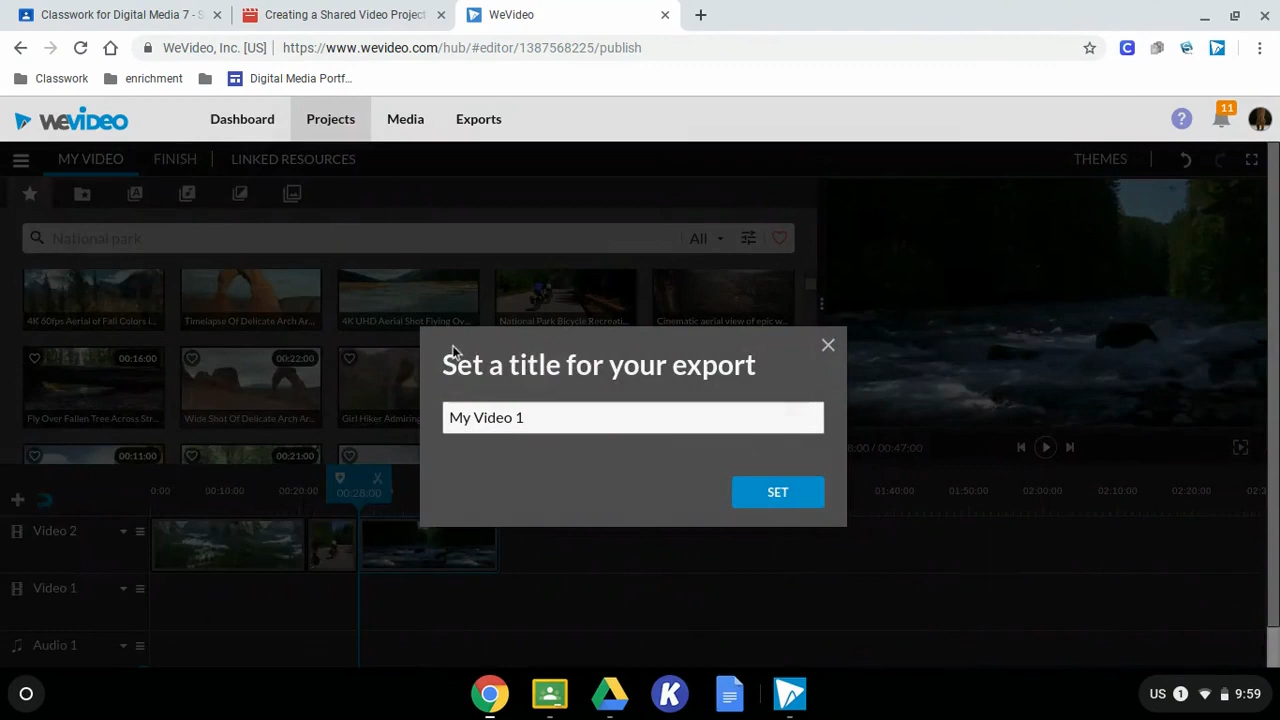 Classwork for Digital Media 7 - S
Creating a Shared Video Project
WeVideo
WeVideo, Inc. [US]
https://www.wevideo.com/hub/#editor/1387568225/publish
Classwork
enrichment
Digital Media Portf...
WEVIDEO
Dashboard
Projects
Media
Exports
11
MY VIDEO
FINISH
LINKED RESOURCES
THEMES
National park
All
4K 60fps Aerial of Fall Colors i...
Timelapse Of Delicate Arch Ar...
4K UHD Aerial Shot Flying Ov...
National Park Bicycle Recreati...
Cinematic aerial view of epic w...
00:16:00
00:22:00
Fly Over Fallen Tree Across Str...
Wide Shot Of Delicate Arch Ar...
Girl Hiker Admiring
00:11:00
00:21:00
Set a title for your export
My Video 1
SET
8:00 / 00:47:00
0:00
00:10:00
00:20:00
00:28:00
01:40:00
01:50:00
02:00:00
02:10:00
02:20:00
02:3
Video 2
Video 1
Audio 1
US
1
9:59